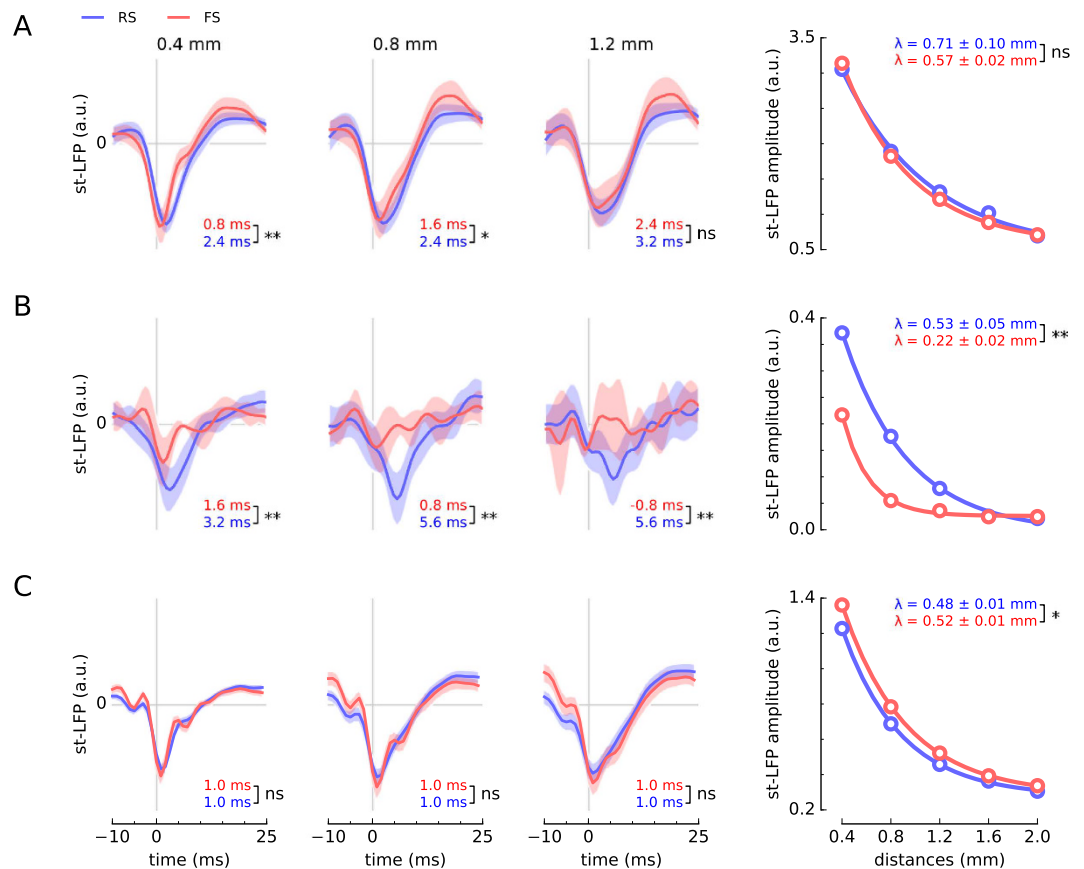 A
RS FS
0.4 mm 0.8 mm 1.2 mm
st-LFP (a.u.)
0
0.8 ms
2.4 ms
**
1.6 ms
2.4 ms
*
2.4 ms
3.2 ms
ns
st-LFP amplitude (a.u.)
3.5
0.5
λ = 0.71 ± 0.10 mm
λ = 0.57 ± 0.02 mm
ns
B
st-LFP (a.u.)
0
1.6 ms
3.2 ms
**
0.8 ms
5.6 ms
**
-0.8 ms
5.6 ms
**
st-LFP amplitude (a.u.)
0.4
0.0
λ = 0.53 ± 0.05 mm
λ = 0.22 ± 0.02 mm
**
C
st-LFP (a.u.)
0
1.0 ms
1.0 ms
ns
1.0 ms
1.0 ms
ns
1.0 ms
1.0 ms
ns
st-LFP amplitude (a.u.)
1.4
0.2
λ = 0.48 ± 0.01 mm
λ = 0.52 ± 0.01 mm
*
−10 0 25
time (ms)
−10 0 25
time (ms)
−10 0 25
time (ms)
0.4 0.8 1.2 1.6 2.0
distances (mm)